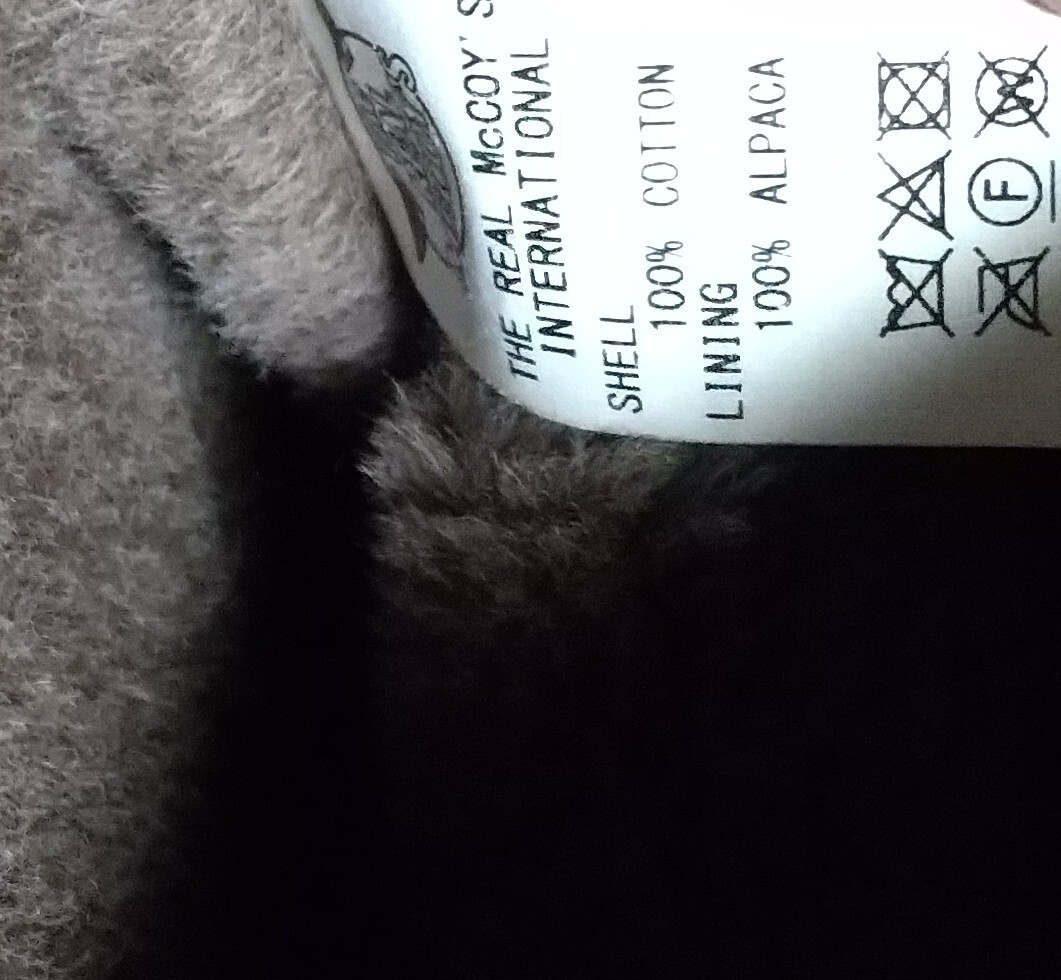 THE REAL McCOY'S
INTERNATIONAL
SHELL
100% COTTON
LINING
100% ALPACA
F
W